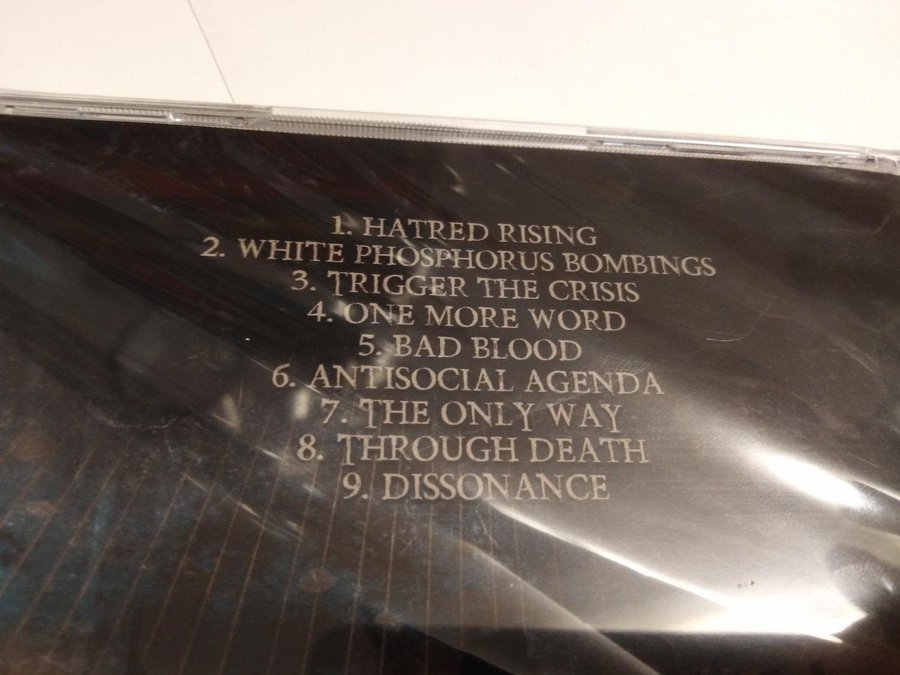 1. HATRED RISING
2. WHITE PHOSPHORUS BOMBINGS
3. TRIGGER THE CRISIS
4. ONE MORE WORD
5. BAD BLOOD
6. ANTISOCIAL AGENDA
7. THE ONLY WAY
8. THROUGH DEATH
9. DISSONANCE